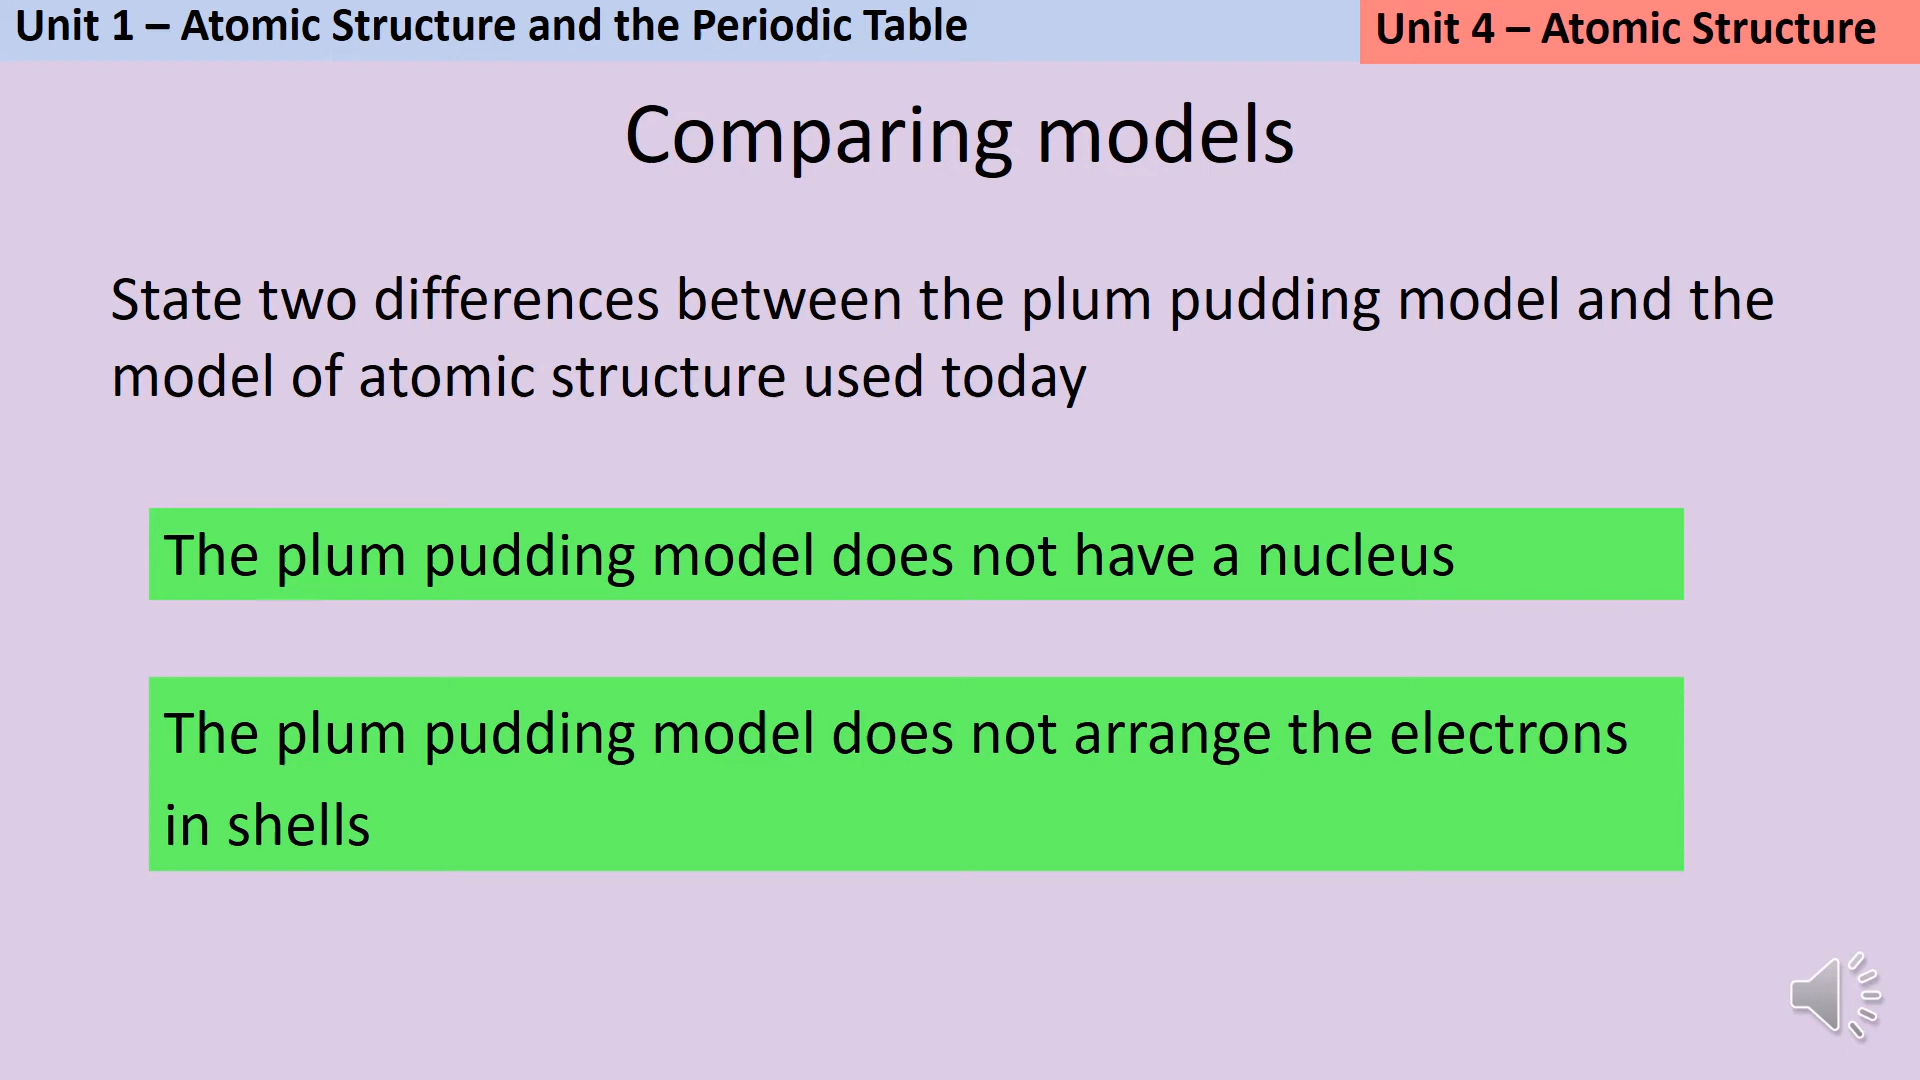 Unit 1 – Atomic Structure and the Periodic Table
Unit 4 – Atomic Structure
Comparing models
State two differences between the plum pudding model and the
model of atomic structure used today
The plum pudding model does not have a nucleus
The plum pudding model does not arrange the electrons
in shells